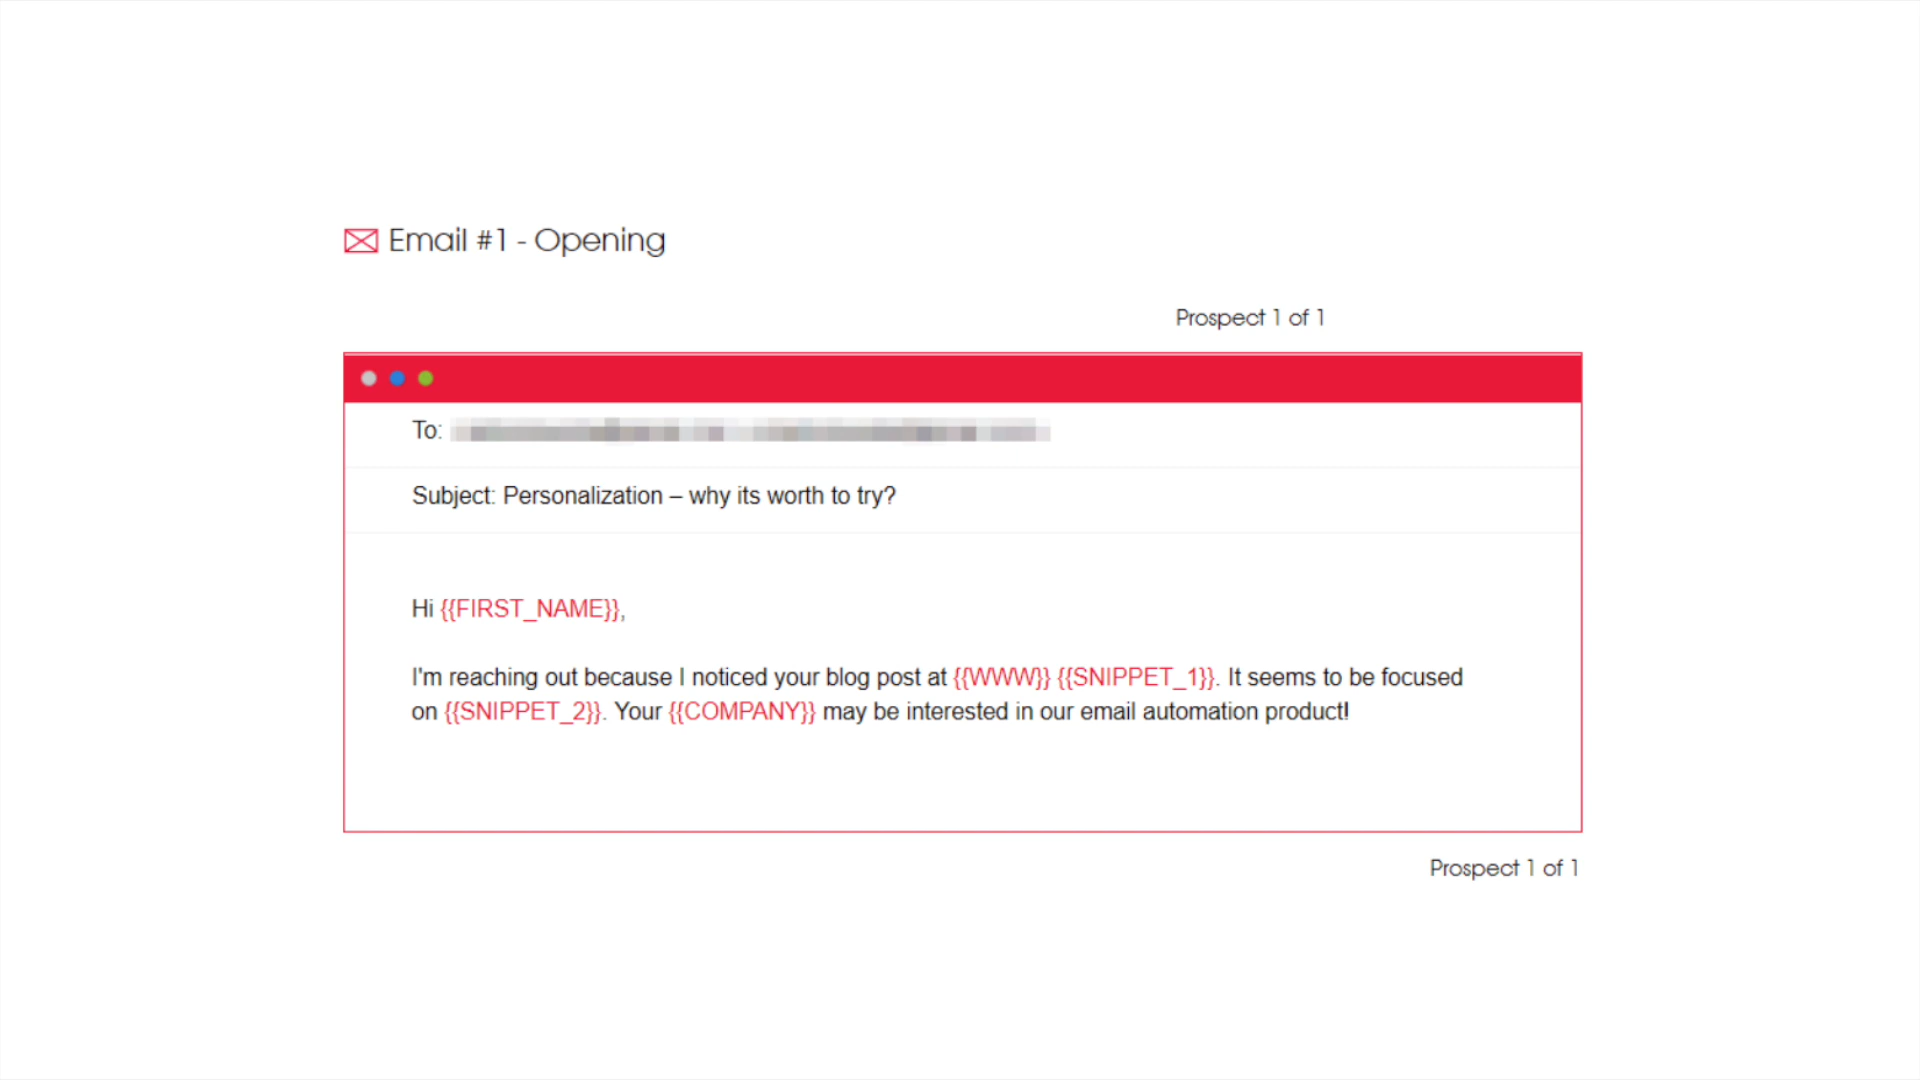 Email #1 - Opening
Prospect 1 of 1
To:
Subject: Personalization – why its worth to try?
Hi {{FIRST_NAME}},
I'm reaching out because I noticed your blog post at {{WWW}} {{SNIPPET_1}}. It seems to be focused
on {{SNIPPET_2}}. Your {{COMPANY}} may be interested in our email automation product!
Prospect 1 of 1